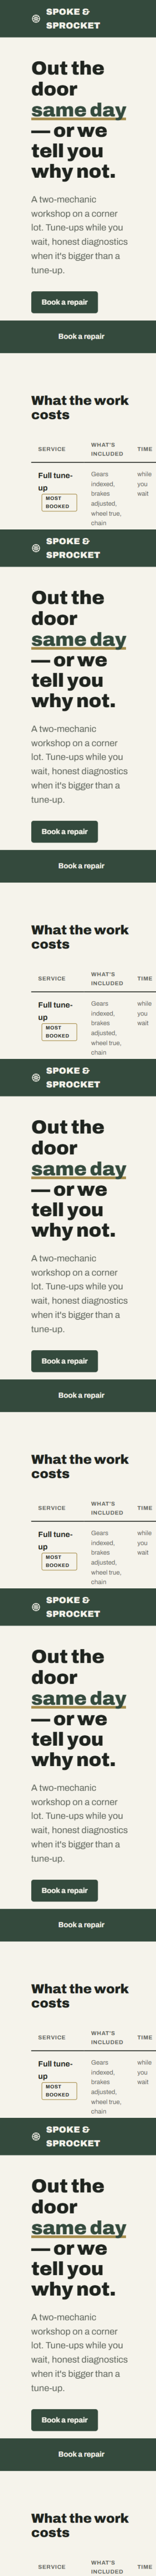 SPOKE &
SPROCKET
Out the
door
same day
— or we
tell you
why not.
A two-mechanic
workshop on a corner
lot. Tune-ups while you
wait, honest diagnostics
when it's bigger than a
tune-up.
Book a repair
Book a repair
What the work
costs
SERVICE WHAT'S INCLUDED TIME
Full tune-up MOST BOOKED
Gears indexed, brakes adjusted, wheel true, chain
while you wait
SPOKE &
SPROCKET
Out the
door
same day
— or we
tell you
why not.
A two-mechanic
workshop on a corner
lot. Tune-ups while you
wait, honest diagnostics
when it's bigger than a
tune-up.
Book a repair
Book a repair
What the work
costs
SERVICE WHAT'S INCLUDED TIME
Full tune-up MOST BOOKED
Gears indexed, brakes adjusted, wheel true, chain
while you wait
SPOKE &
SPROCKET
Out the
door
same day
— or we
tell you
why not.
A two-mechanic
workshop on a corner
lot. Tune-ups while you
wait, honest diagnostics
when it's bigger than a
tune-up.
Book a repair
Book a repair
What the work
costs
SERVICE WHAT'S INCLUDED TIME
Full tune-up MOST BOOKED
Gears indexed, brakes adjusted, wheel true, chain
while you wait
SPOKE &
SPROCKET
Out the
door
same day
— or we
tell you
why not.
A two-mechanic
workshop on a corner
lot. Tune-ups while you
wait, honest diagnostics
when it's bigger than a
tune-up.
Book a repair
Book a repair
What the work
costs
SERVICE WHAT'S INCLUDED TIME
Full tune-up MOST BOOKED
Gears indexed, brakes adjusted, wheel true, chain
while you wait
SPOKE &
SPROCKET
Out the
door
same day
— or we
tell you
why not.
A two-mechanic
workshop on a corner
lot. Tune-ups while you
wait, honest diagnostics
when it's bigger than a
tune-up.
Book a repair
Book a repair
What the work
costs
SERVICE WHAT'S INCLUDED TIME